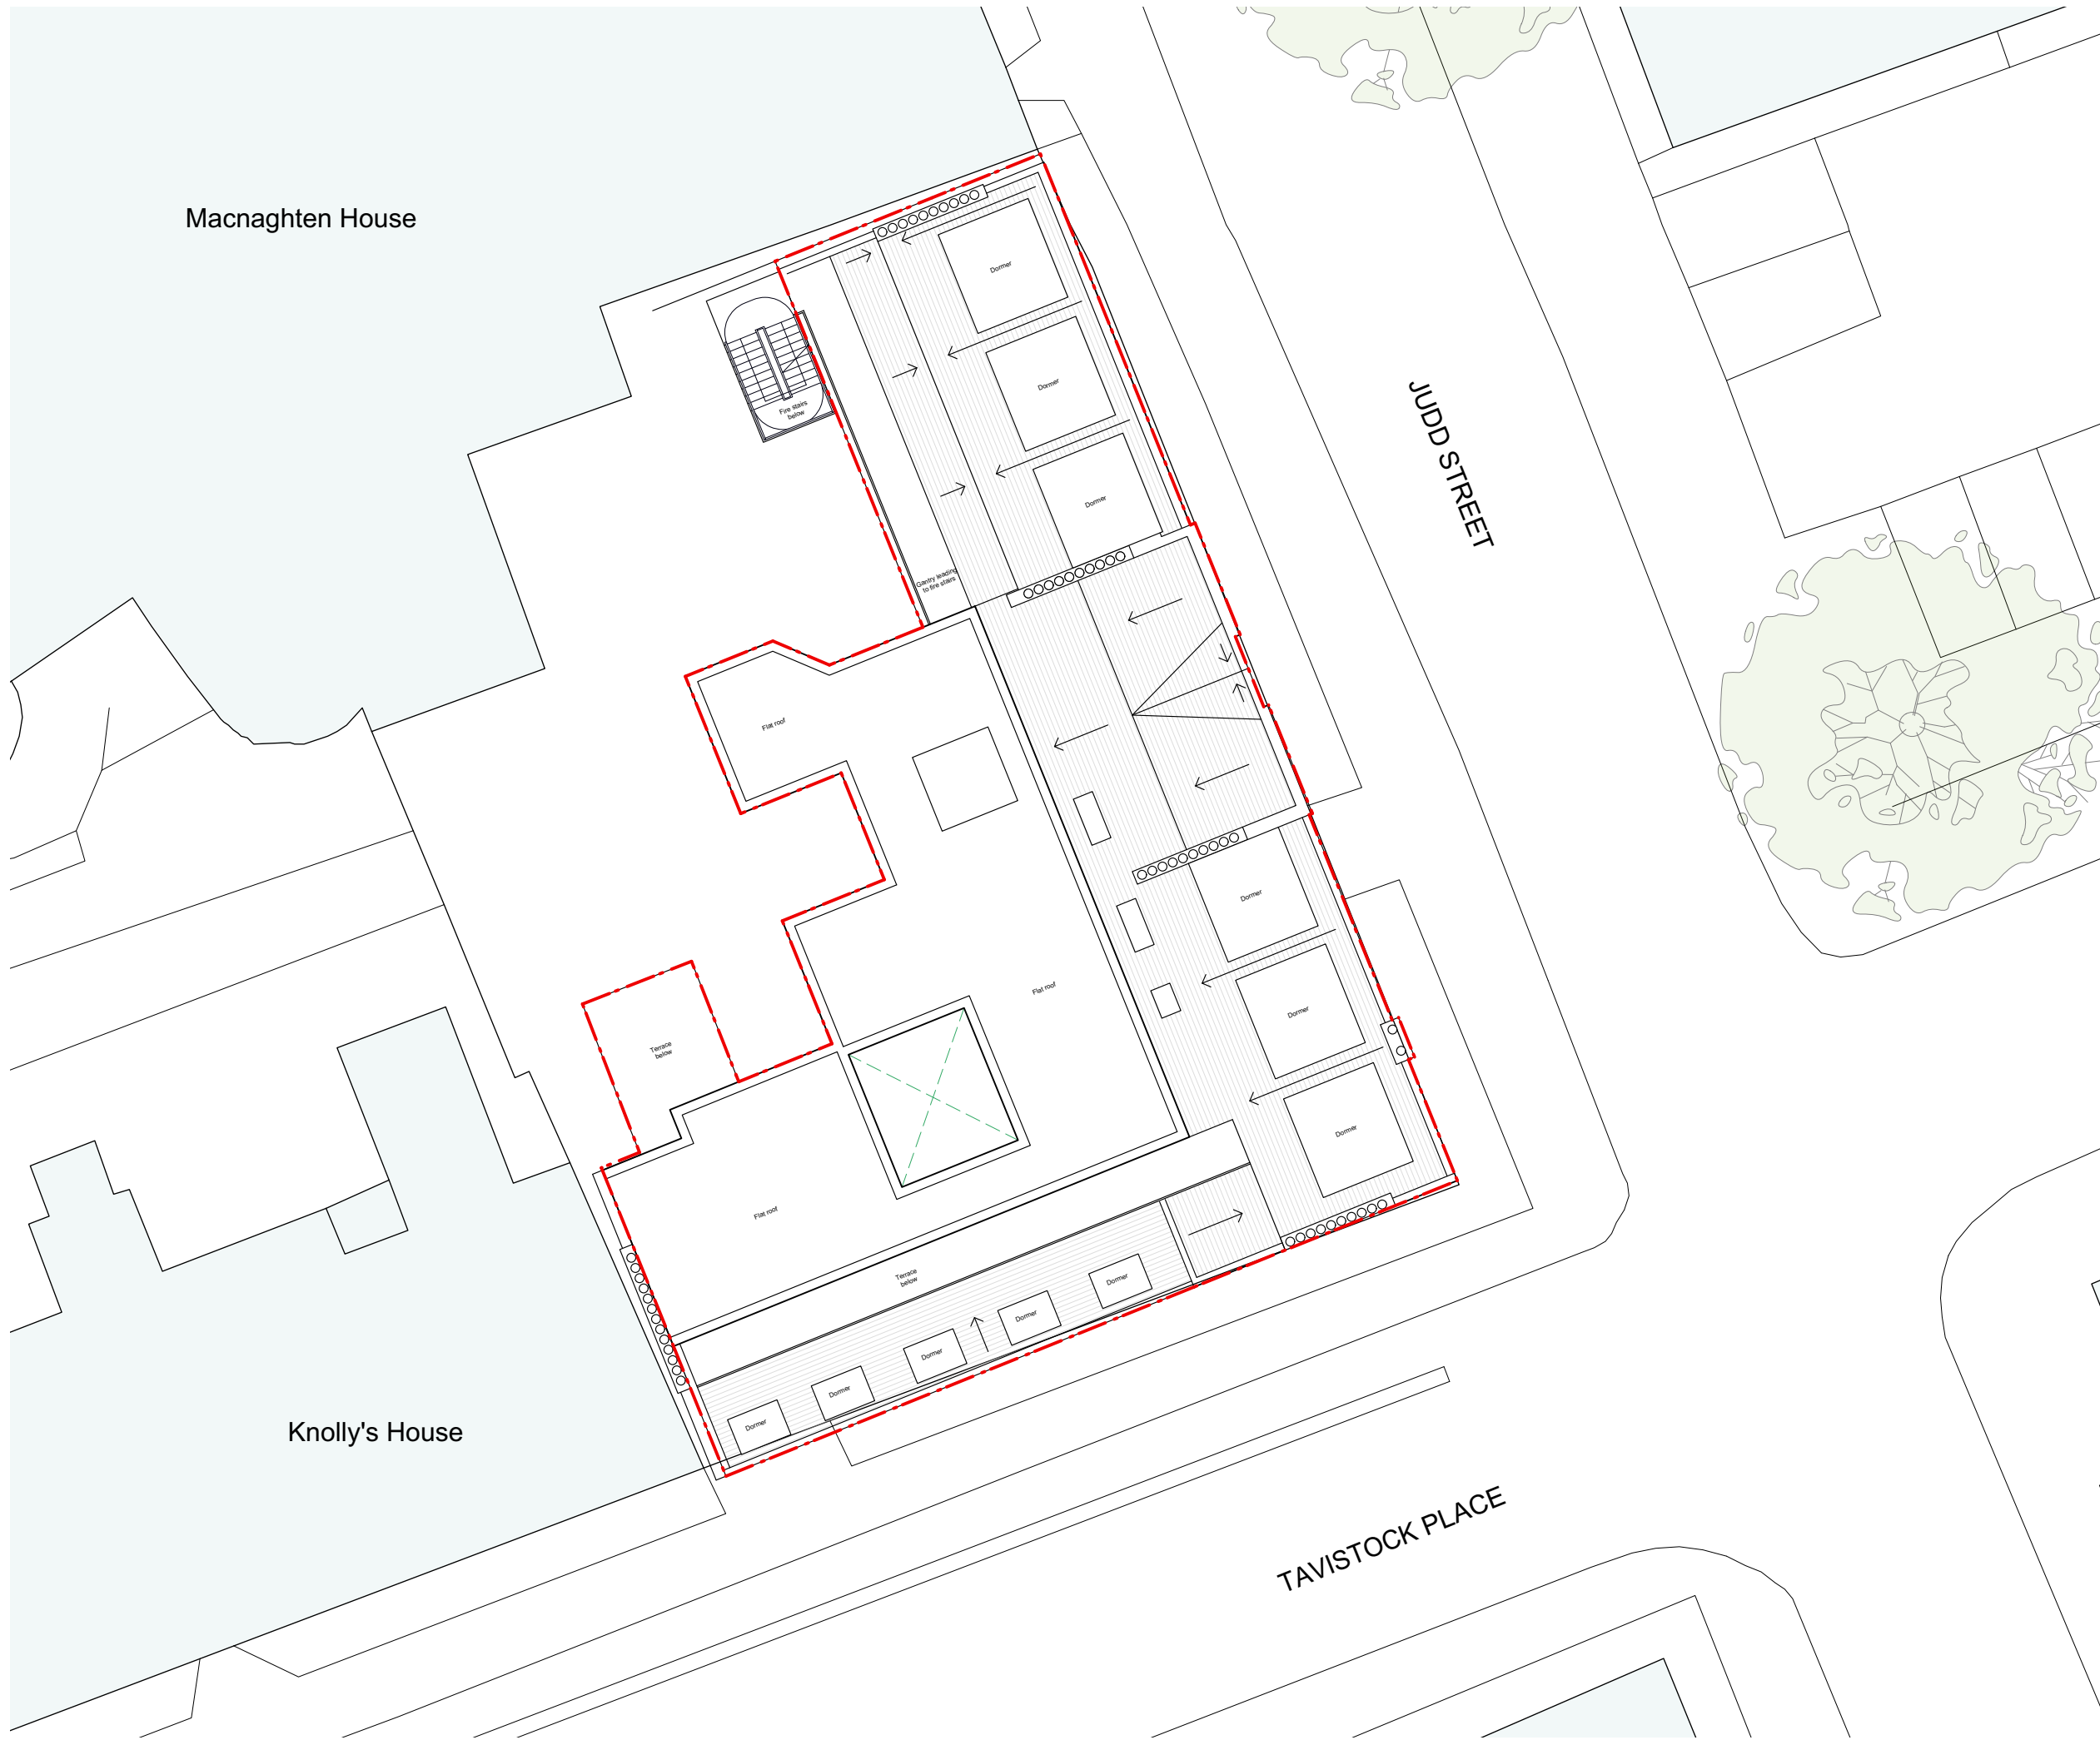 Macnaghten House
Dormer
Dormer
JUDD STREET
Fire stairs
below
Dormer
Gantry leading
to fire stairs
Flat roof
Dormer
Flat roof
Dormer
Terrace
below
Dormer
Flat roof
Terrace
below
Dormer
Dormer
Dormer
Dormer
Dormer
Knolly's House
TAVISTOCK PLACE